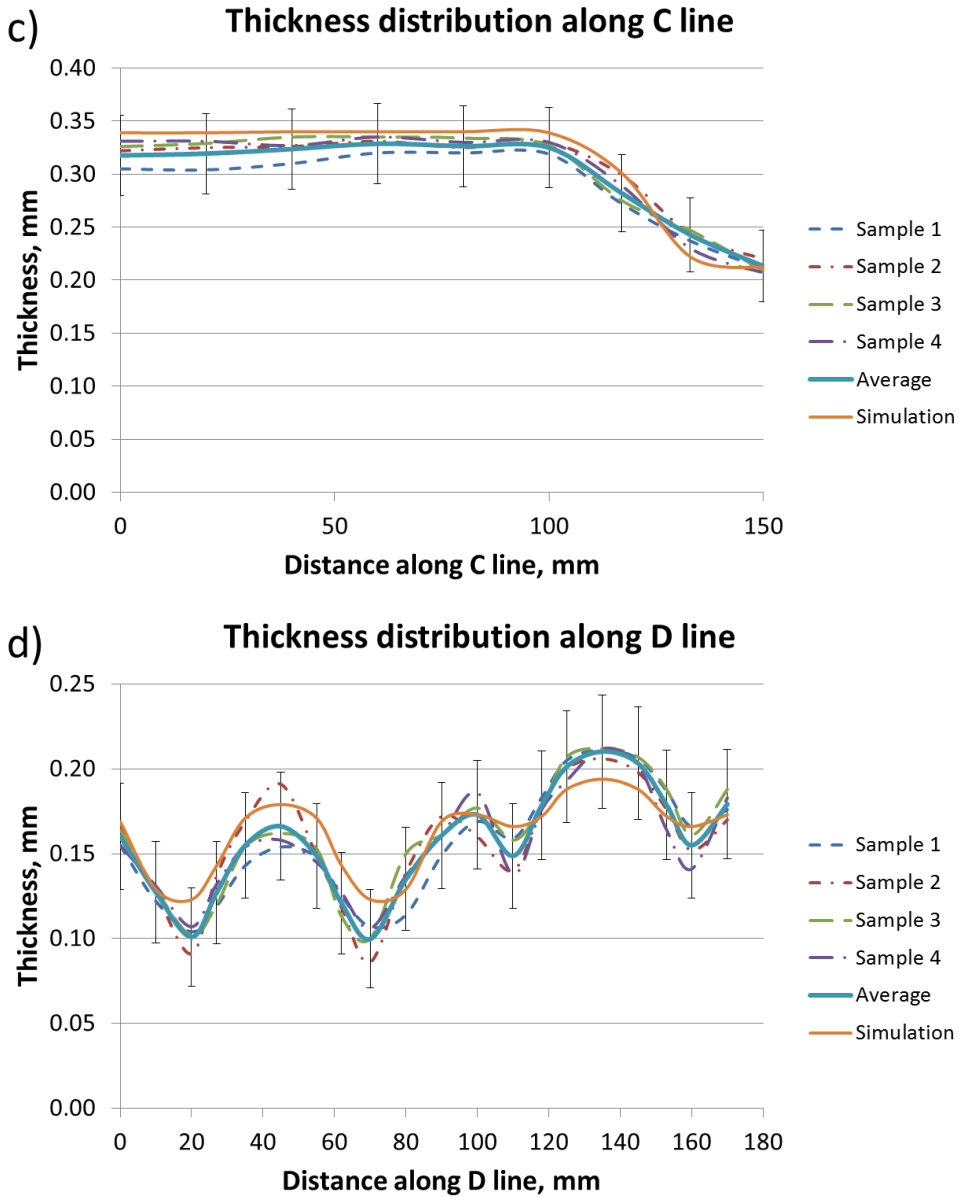 c)
Thickness distribution along C line
Thickness, mm
0.40
0.35
0.30
0.25
0.20
0.15
0.10
0.05
0.00
0 50 100 150
Distance along C line, mm
Sample 1
Sample 2
Sample 3
Sample 4
Average
Simulation
d)
Thickness distribution along D line
Thickness, mm
0.25
0.20
0.15
0.10
0.05
0.00
0 20 40 60 80 100 120 140 160 180
Distance along D line, mm
Sample 1
Sample 2
Sample 3
Sample 4
Average
Simulation